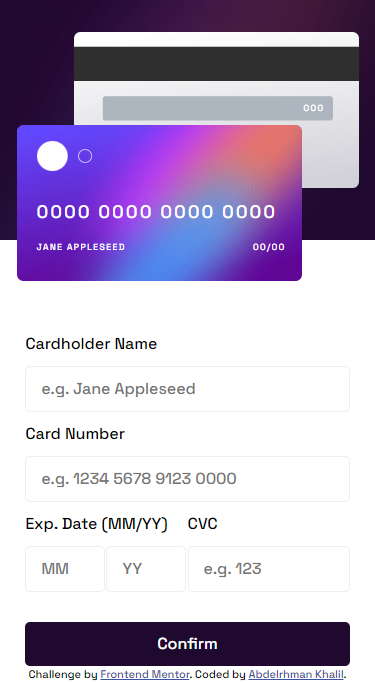 000
0000 0000 0000 0000
JANE APPLESEED 00/00
Cardholder Name
e.g. Jane Appleseed
Card Number
e.g. 1234 5678 9123 0000
Exp. Date (MM/YY) CVC
MM YY e.g. 123
Confirm
Challenge by Frontend Mentor. Coded by Abdelrhman Khalil.